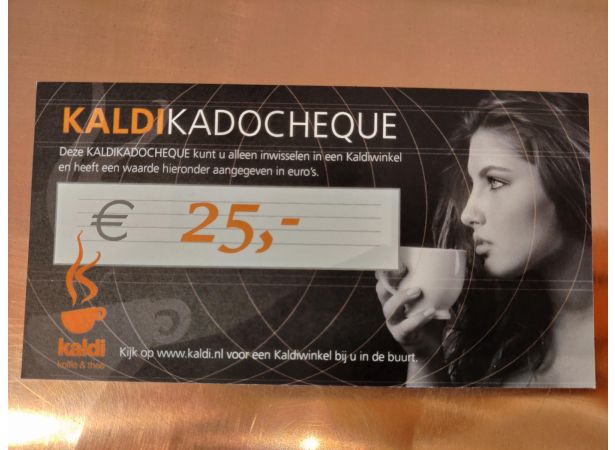 KALDIKADOCHEQUE
Deze KALDIKADOCHEQUE kunt u alleen inwisselen in een Kaldiwinkel
en heeft een waarde hieronder aangegeven in euro's.
€ 25,-
kaldi
koffie & thee
Kijk op www.kaldi.nl voor een Kaldiwinkel bij u in de buurt.